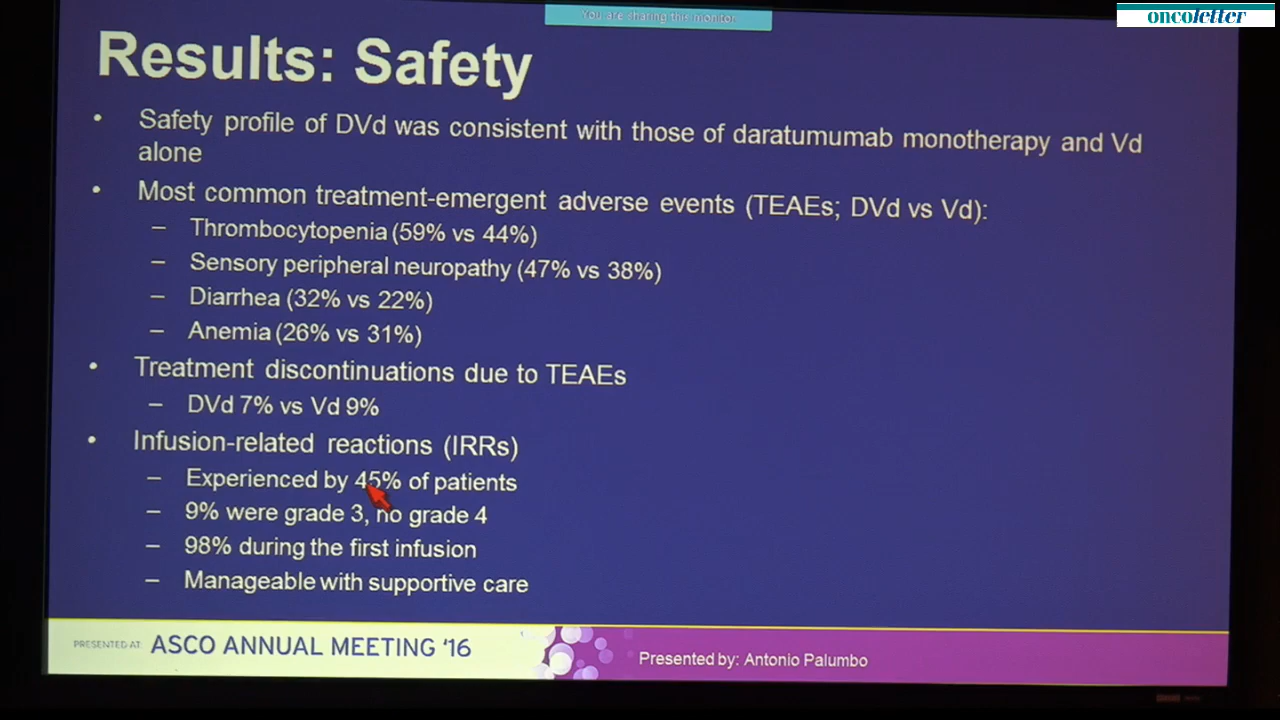 You are sharing this monitor
oncoletter
Results: Safety
• Safety profile of DVd was consistent with those of daratumumab monotherapy and Vd
alone
• Most common treatment-emergent adverse events (TEAEs; DVd vs Vd):
– Thrombocytopenia (59% vs 44%)
– Sensory peripheral neuropathy (47% vs 38%)
– Diarrhea (32% vs 22%)
– Anemia (26% vs 31%)
• Treatment discontinuations due to TEAEs
– DVd 7% vs Vd 9%
• Infusion-related reactions (IRRs)
– Experienced by 45% of patients
– 9% were grade 3, no grade 4
– 98% during the first infusion
– Manageable with supportive care
PRESENTED AT: ASCO ANNUAL MEETING '16
Presented by: Antonio Palumbo